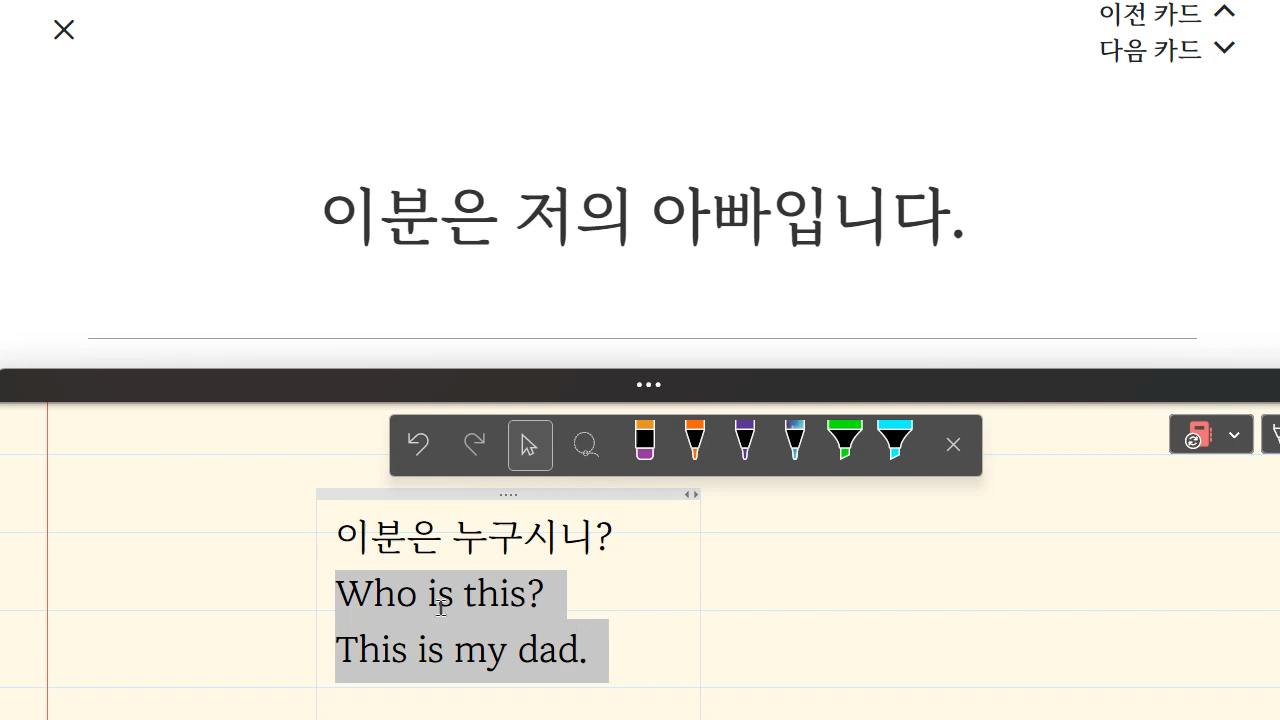 이전 카드
다음 카드
이분은 저의 아빠입니다.
이분은 누구시니?
Who is this?
This is my dad.